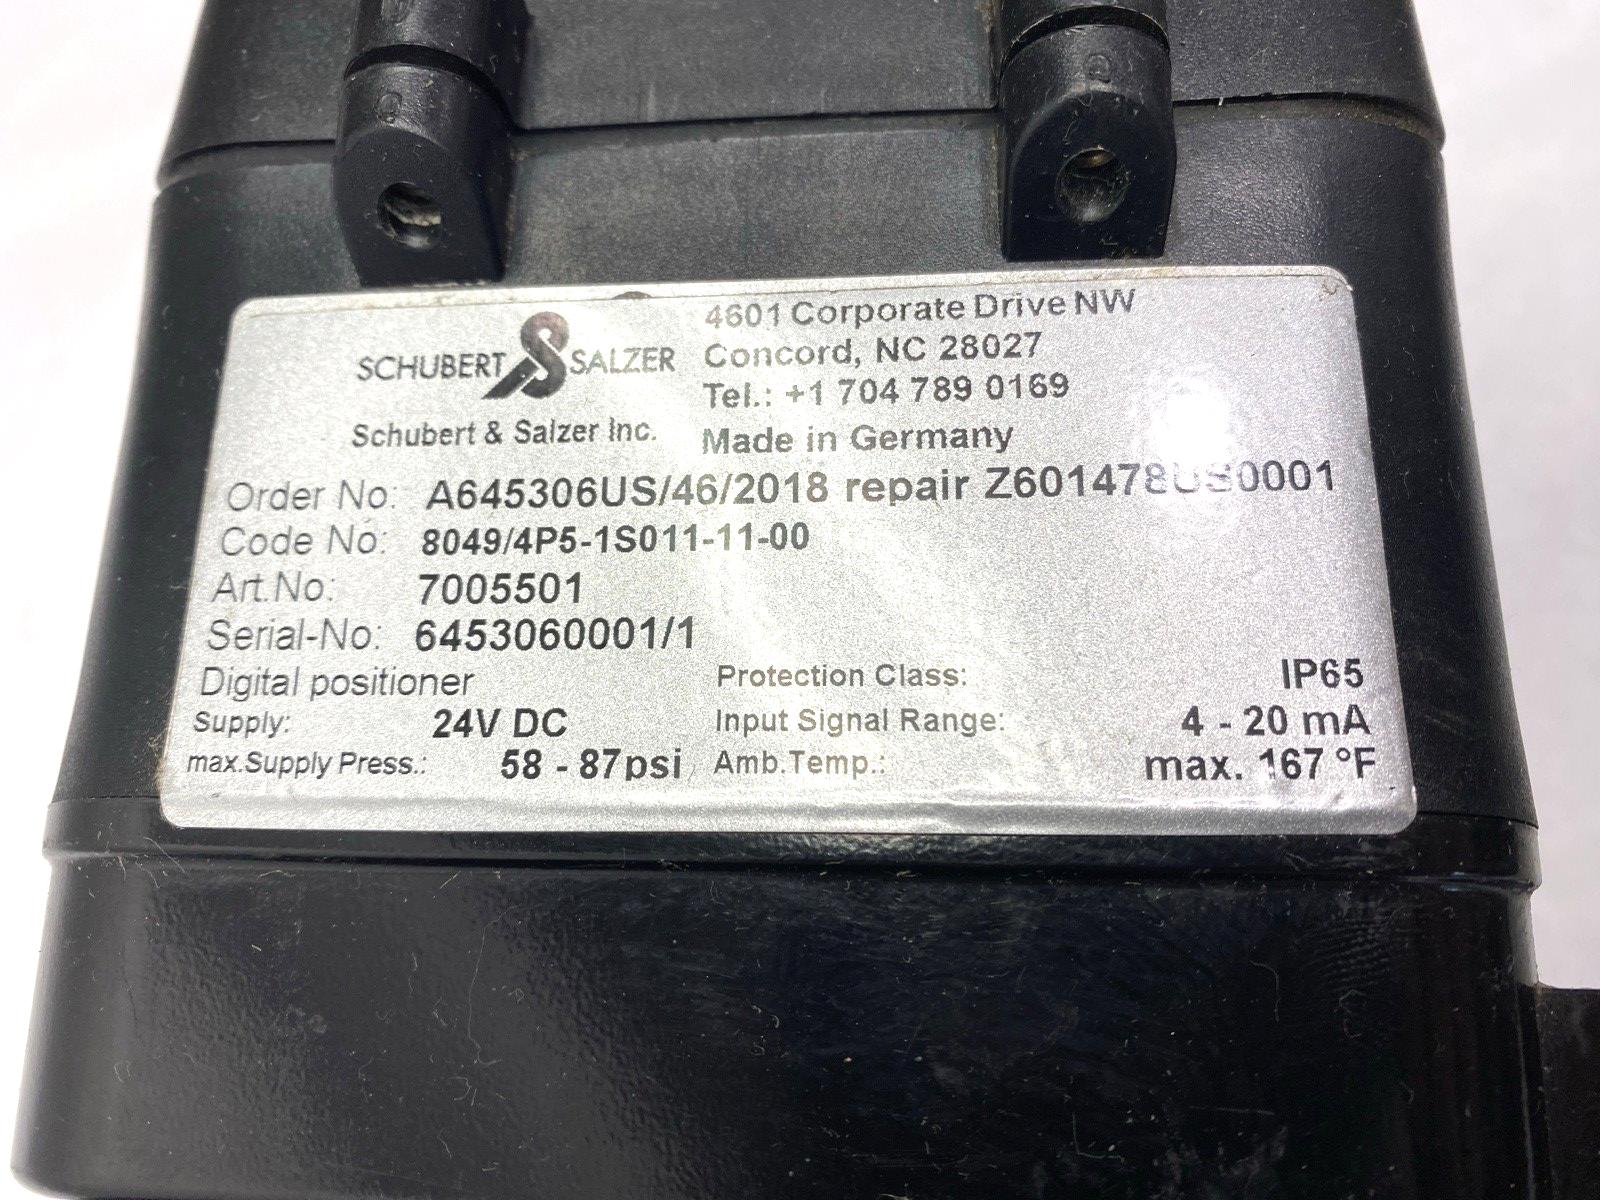 SCHUBERT SALZER
Schubert & Salzer Inc.
4601 Corporate Drive NW
Concord, NC 28027
Tel.: +1 704 789 0169
Made in Germany
Order No: A645306US/46/2018 repair Z601478US0001
Code No: 8049/4P5-1S011-11-00
Art.No: 7005501
Serial-No: 6453060001/1
Digital positioner Protection Class: IP65
Supply: 24V DC Input Signal Range: 4 - 20 mA
max.Supply Press.: 58 - 87psi Amb.Temp.: max. 167 °F